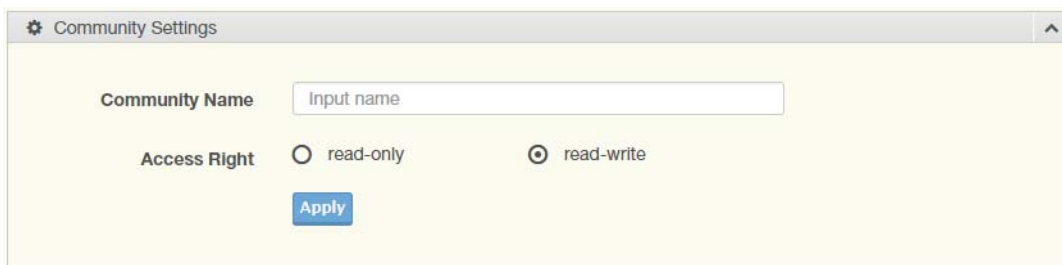 Community Settings
Community Name Input name
Access Right read-only read-write
Apply